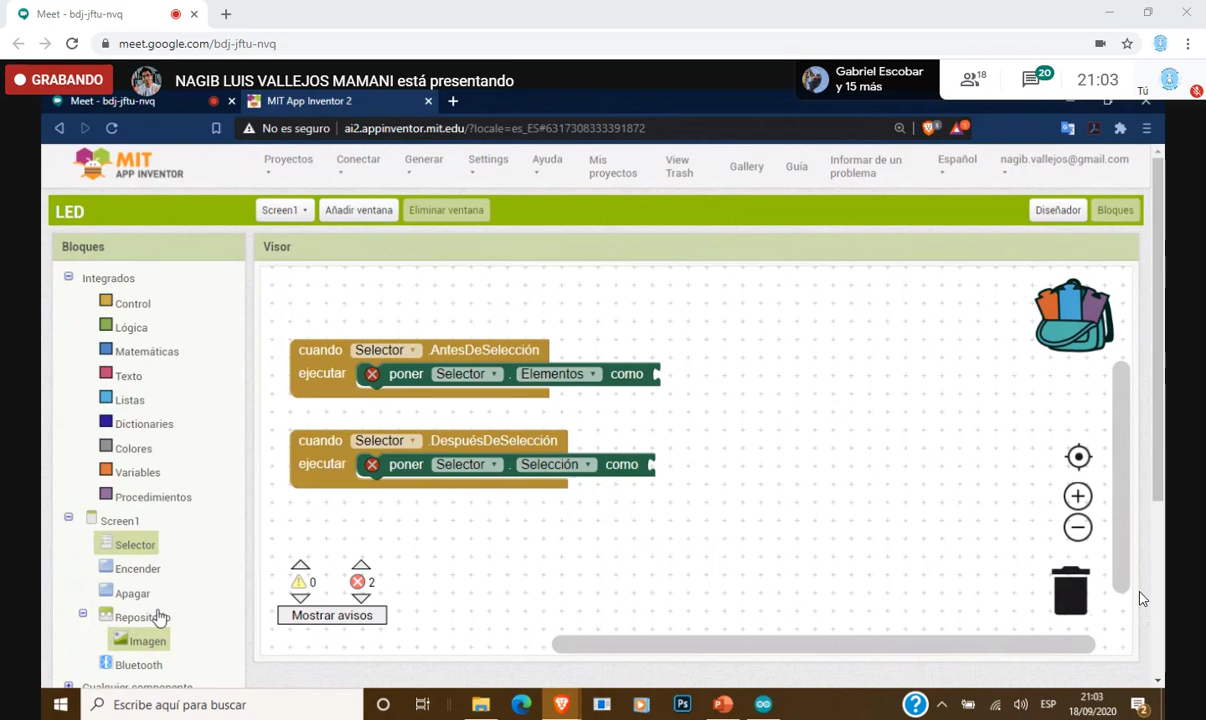 Meet - bdj-jftu-nvq
meet.google.com/bdj-jftu-nvq
GRABANDO
NAGIB LUIS VALLEJOS MAMANI está presentando
Gabriel Escobar
y 15 más
18
20
21:03
Tú
Meet - bdj-jftu-nvq
MIT App Inventor 2
No es seguro
ai2.appinventor.mit.edu/?locale=es_ES#6317308333391872
MIT
APP INVENTOR
Proyectos
Conectar
Generar
Settings
Ayuda
Mis proyectos
View Trash
Gallery
Guía
Informar de un problema
Español
nagib.vallejos@gmail.com
LED
Screen1
Añadir ventana
Eliminar ventana
Diseñador
Bloques
Bloques
Visor
Integrados
Control
Lógica
Matemáticas
Texto
Listas
Dictionaries
Colores
Variables
Procedimientos
Screen1
Selector
Encender
Apagar
Imagen
Bluetooth
Cualquier componente
cuando Selector .AntesDeSelección
ejecutar poner Selector . Elementos como
cuando Selector .DespuésDeSelección
ejecutar poner Selector . Selección como
0
2
Mostrar avisos
Escribe aquí para buscar
ESP
21:03
18/09/2020
2